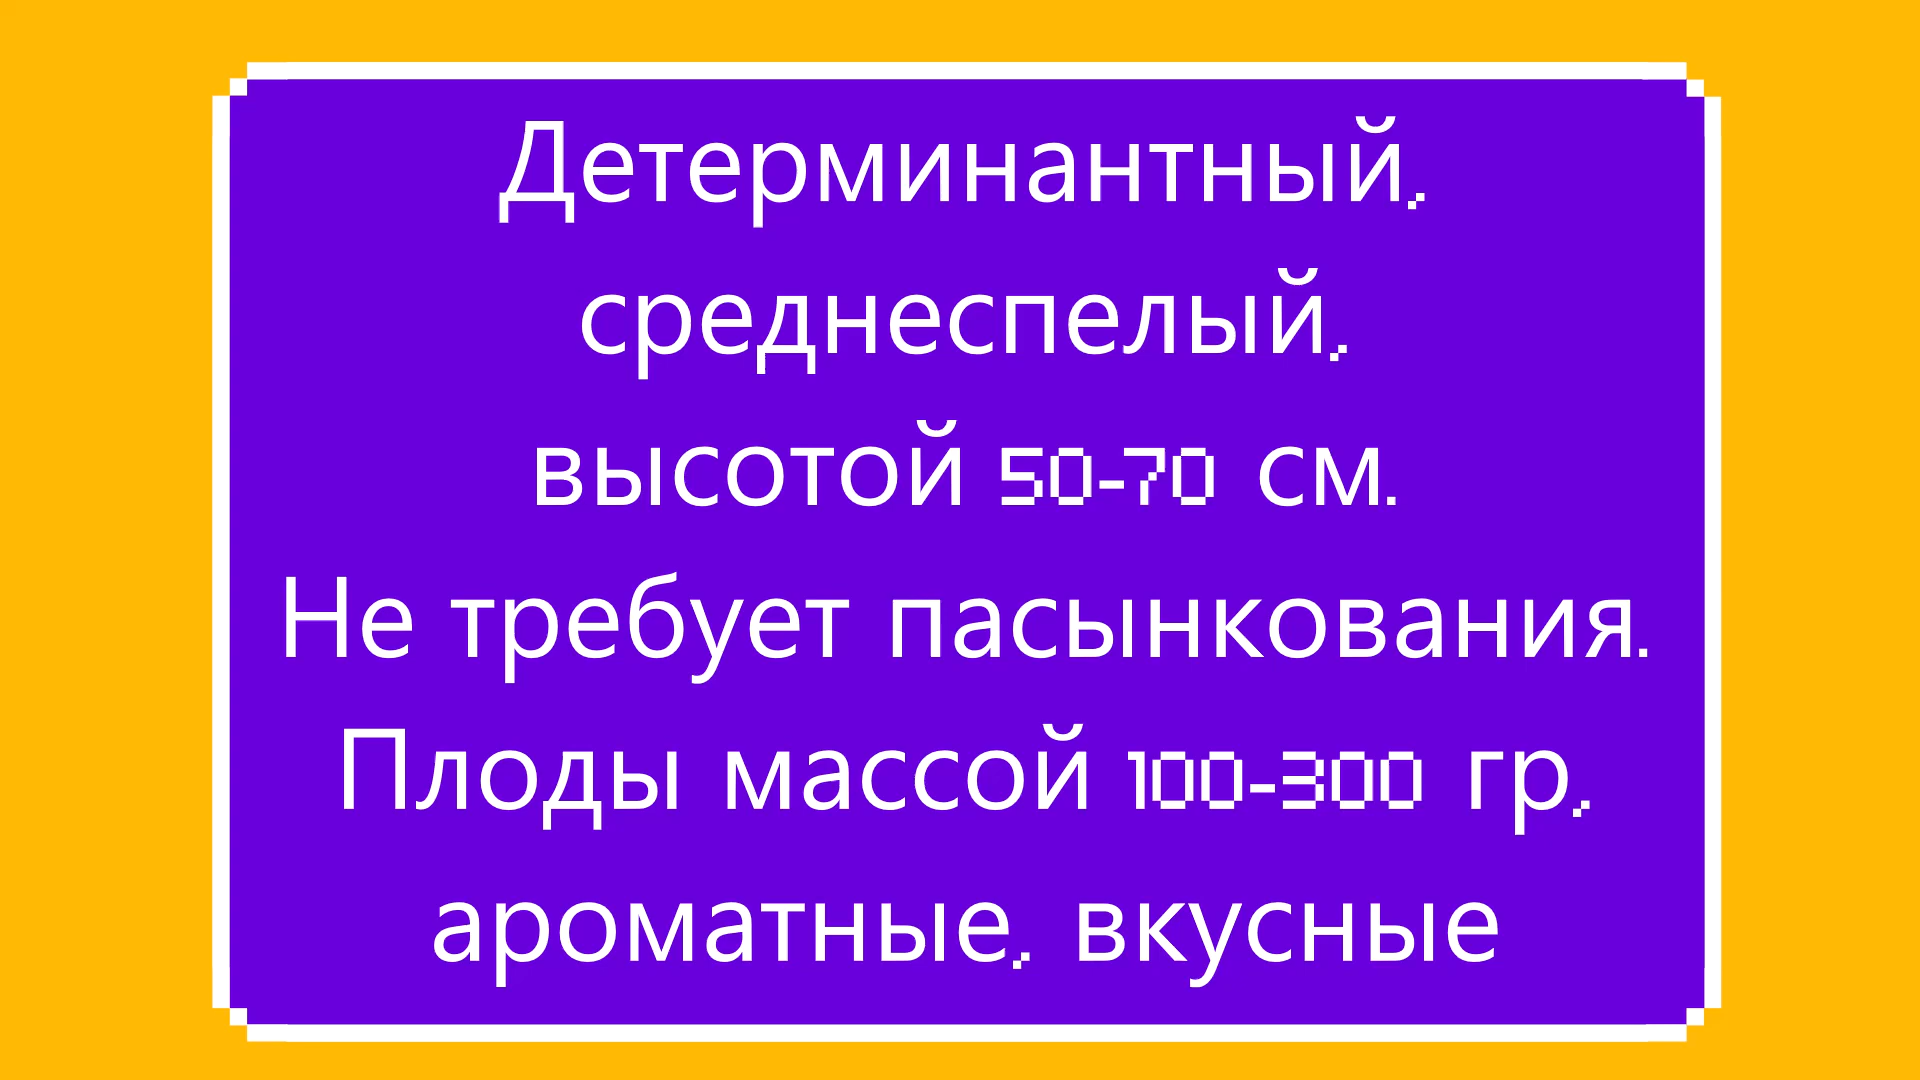 Детерминантный,
среднеспелый,
высотой 50-70 см.
Не требует пасынкования.
Плоды массой 100-300 гр,
ароматные, вкусные